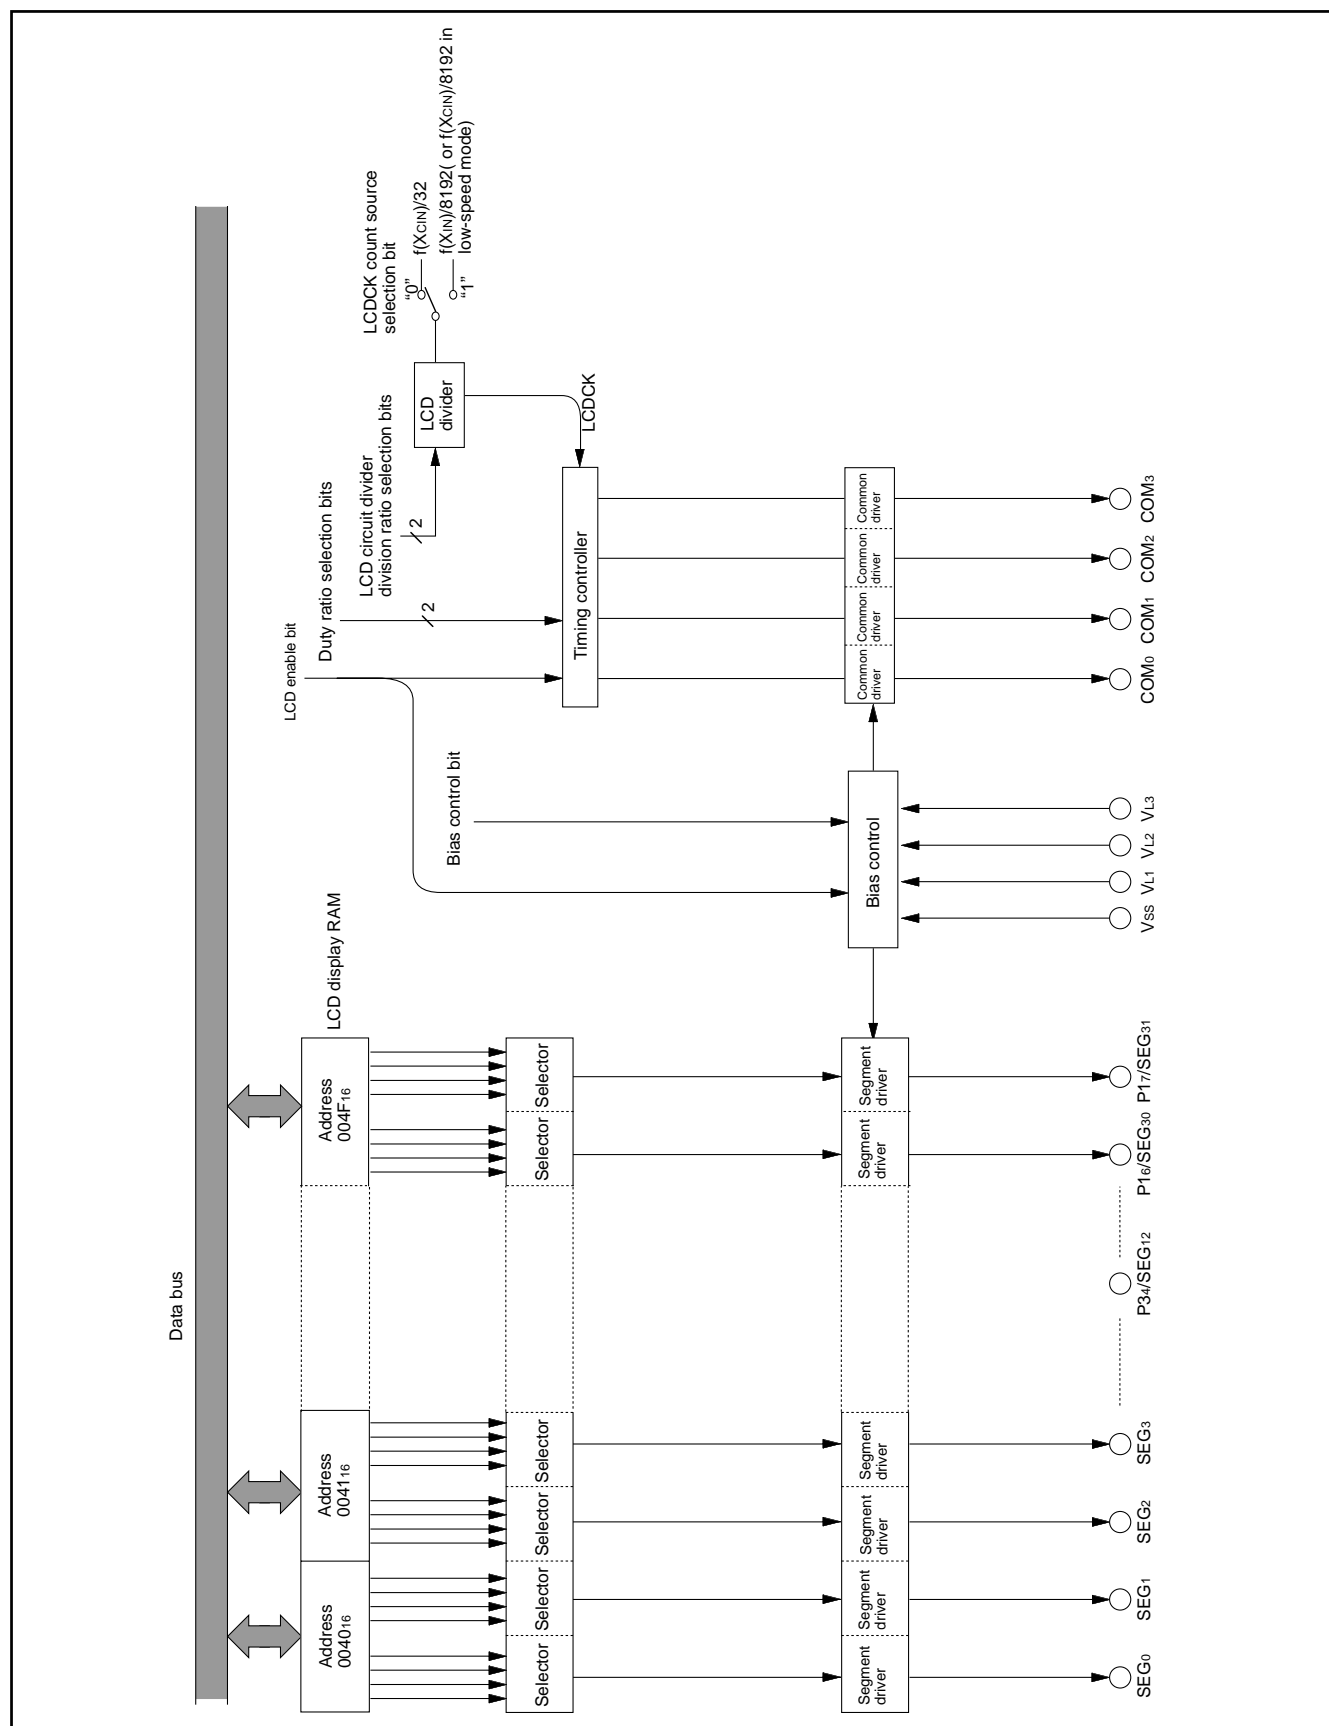 Data bus
LCD display RAM
Address
0040₁₆
Address
0041₁₆
Address
004F₁₆
LCD enable bit
Duty ratio selection bits
2
LCD circuit divider
division ratio selection bits
2
LCD
divider
LCDCK count source
selection bit
“0”
“1”
f(XCIN)/32
f(XIN)/8192( or f(XCIN)/8192 in
low-speed mode)
LCDCK
Bias control bit
Timing controller
Selector
Selector
Selector
Selector
Selector
Selector
Segment
driver
Segment
driver
Segment
driver
Segment
driver
Segment
driver
Segment
driver
Bias control
Common
driver
Common
driver
Common
driver
Common
driver
SEG₀
SEG₁
SEG₂
SEG₃
P3₄/SEG₁₂
P1₆/SEG₃₀
P1₇/SEG₃₁
VSS
VL1
VL2
VL3
COM₀
COM₁
COM₂
COM₃